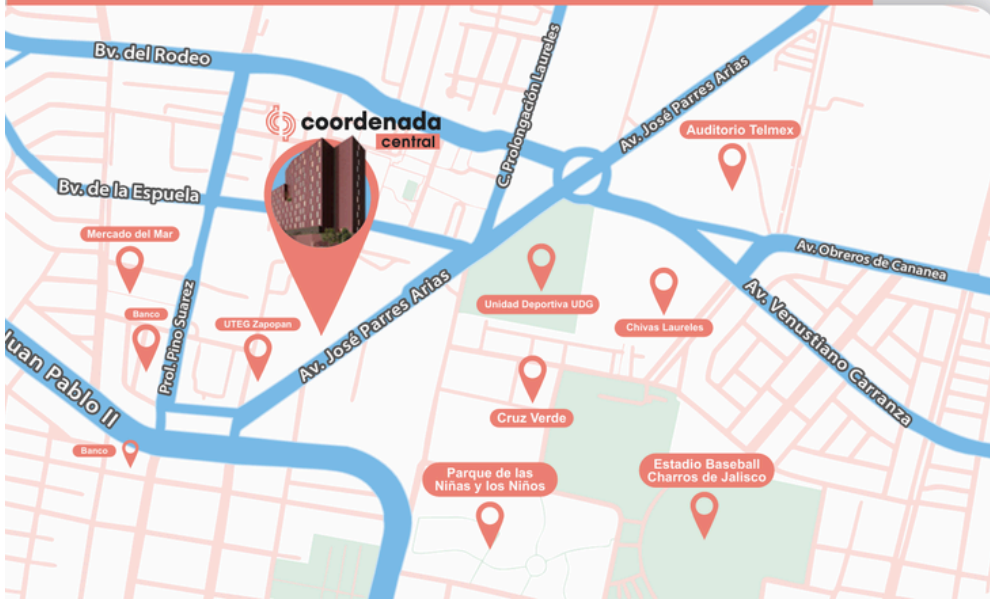 Bv. del Rodeo
C. Prolongación Laureles
Av. José Parres Arias
coordenada
central
Auditorio Telmex
Bv. de la Espuela
Mercado del Mar
Av. Obreros de Cananea
Unidad Deportiva UDG
Chivas Laureles
Banco
UTEG Zapopan
Prol. Pino Suarez
Av. José Parres Arias
Av. Venustiano Carranza
Juan Pablo II
Cruz Verde
Banco
Parque de las
Niñas y los Niños
Estadio Baseball
Charros de Jalisco